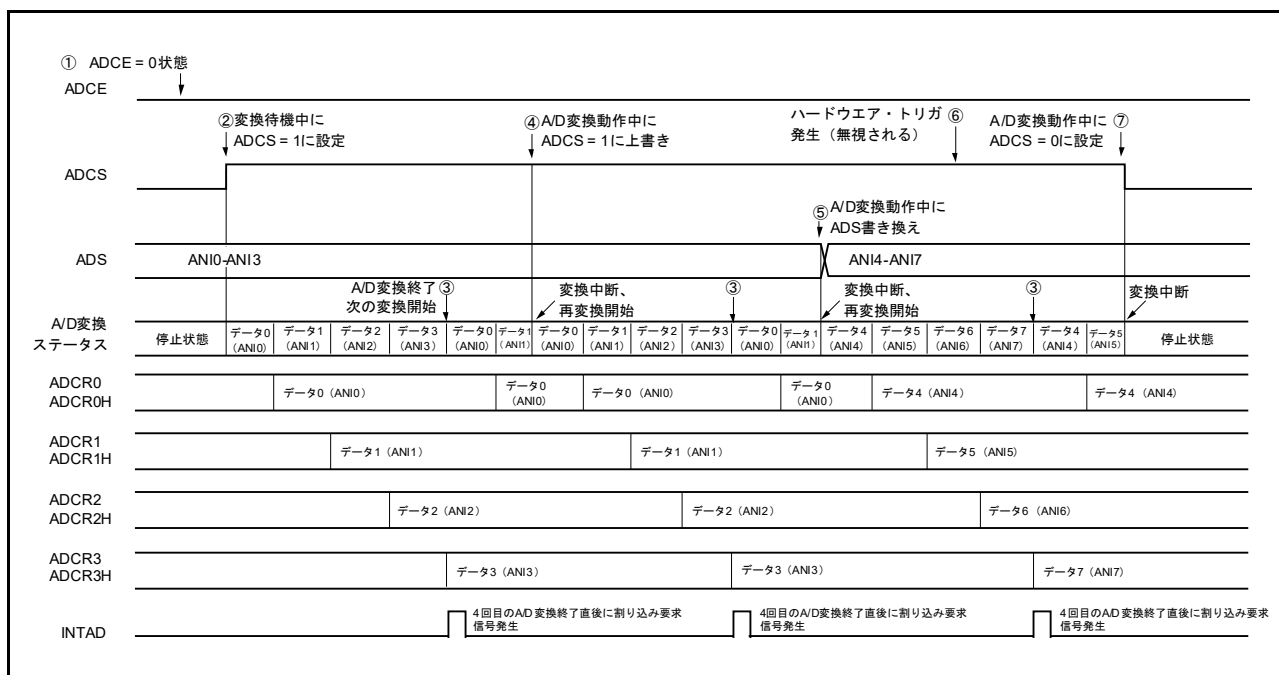 ① ADCE = 0状態
ADCE
②変換待機中に
ADCS = 1に設定
④A/D変換動作中に
ADCS = 1に上書き
ハードウエア・トリガ ⑥
発生（無視される）
A/D変換動作中に ⑦
ADCS = 0に設定
ADCS
⑤A/D変換動作中に
ADS書き換え
ADS
ANI0-ANI3
ANI4-ANI7
A/D変換終了③
次の変換開始
変換中断、
再変換開始
③
変換中断、
再変換開始
③
変換中断
A/D変換
ステータス
停止状態
データ0
(ANI0)
データ1
(ANI1)
データ2
(ANI2)
データ3
(ANI3)
データ0
(ANI0)
データ1
(ANI1)
データ0
(ANI0)
データ1
(ANI1)
データ2
(ANI2)
データ3
(ANI3)
データ0
(ANI0)
データ1
(ANI1)
データ4
(ANI4)
データ5
(ANI5)
データ6
(ANI6)
データ7
(ANI7)
データ4
(ANI4)
データ5
(ANI5)
停止状態
ADCR0
ADCR0H
データ0（ANI0）
データ0
（ANI0）
データ0（ANI0）
データ0
（ANI0）
データ4（ANI4）
データ4（ANI4）
ADCR1
ADCR1H
データ1（ANI1）
データ1（ANI1）
データ5（ANI5）
ADCR2
ADCR2H
データ2（ANI2）
データ2（ANI2）
データ6（ANI6）
ADCR3
ADCR3H
データ3（ANI3）
データ3（ANI3）
データ7（ANI7）
INTAD
4回目のA/D変換終了直後に割り込み要求
信号発生
4回目のA/D変換終了直後に割り込み要求
信号発生
4回目のA/D変換終了直後に割り込み要求
信号発生